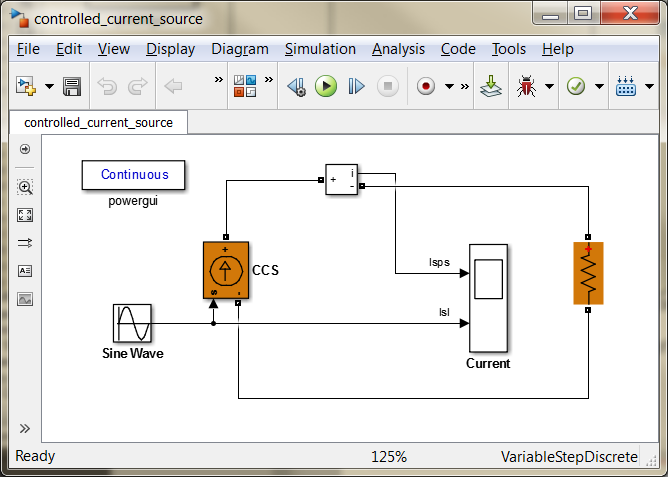 controlled_current_source
File Edit View Display Diagram Simulation Analysis Code Tools Help
» » »
controlled_current_source
Continuous
powergui
+ i
-
+
CCS
s -
Isps
Isl
+
Sine Wave
Current
»
Ready 125% VariableStepDiscrete